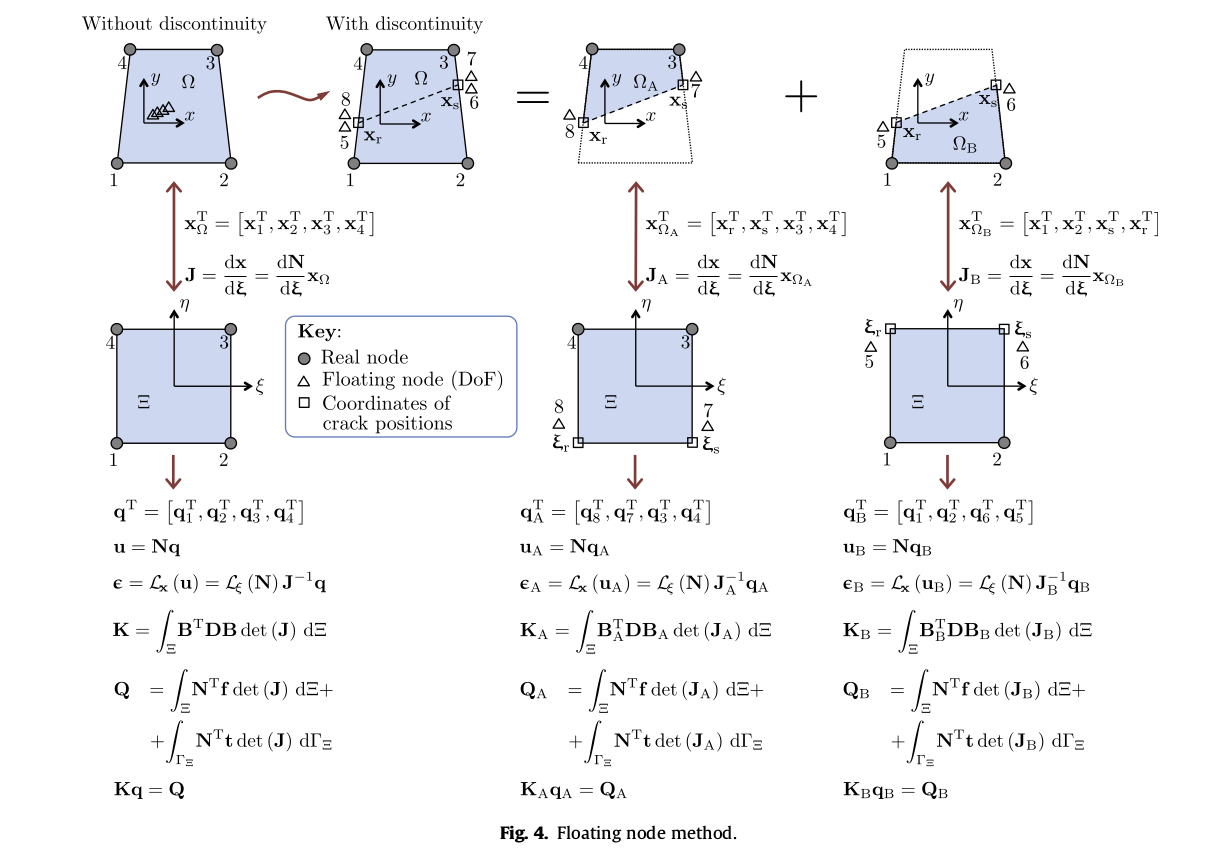 Without discontinuity
With discontinuity
4
3
y
Ω
x
1
2
4
3
7
y
Ω
8
6
x_s
x
5
x_r
1
2
=
4
3
y
Ω_A
7
x_s
x
8
x_r
+
y
x_s
6
x
5
x_r
Ω_B
1
2
x_Ω^T = [x_1^T, x_2^T, x_3^T, x_4^T]
J = dx/dξ = dN/dξ x_Ω
x_{Ω_A}^T = [x_r^T, x_s^T, x_3^T, x_4^T]
J_A = dx/dξ = dN/dξ x_{Ω_A}
x_{Ω_B}^T = [x_1^T, x_2^T, x_s^T, x_r^T]
J_B = dx/dξ = dN/dξ x_{Ω_B}
η
4
3
ξ
Ξ
1
2
Key:
Real node
Floating node (DoF)
Coordinates of
crack positions
η
4
3
ξ
Ξ
8
7
ξ_r
ξ_s
η
ξ_r
ξ_s
5
6
ξ
Ξ
1
2
q^T = [q_1^T, q_2^T, q_3^T, q_4^T]
u = Nq
ϵ = ℒ_x (u) = ℒ_ξ (N) J^{-1}q
K = ∫_Ξ B^T DB det (J) dΞ
Q = ∫_Ξ N^T f det (J) dΞ+
+∫_{Γ_Ξ} N^T t det (J) dΓ_Ξ
Kq = Q
q_A^T = [q_8^T, q_7^T, q_3^T, q_4^T]
u_A = Nq_A
ϵ_A = ℒ_x (u_A) = ℒ_ξ (N) J_A^{-1}q_A
K_A = ∫_Ξ B_A^T DB_A det (J_A) dΞ
Q_A = ∫_Ξ N^T f det (J_A) dΞ+
+∫_{Γ_Ξ} N^T t det (J_A) dΓ_Ξ
K_A q_A = Q_A
q_B^T = [q_1^T, q_2^T, q_6^T, q_5^T]
u_B = Nq_B
ϵ_B = ℒ_x (u_B) = ℒ_ξ (N) J_B^{-1}q_B
K_B = ∫_Ξ B_B^T DB_B det (J_B) dΞ
Q_B = ∫_Ξ N^T f det (J_B) dΞ+
+∫_{Γ_Ξ} N^T t det (J_B) dΓ_Ξ
K_B q_B = Q_B
Fig. 4. Floating node method.